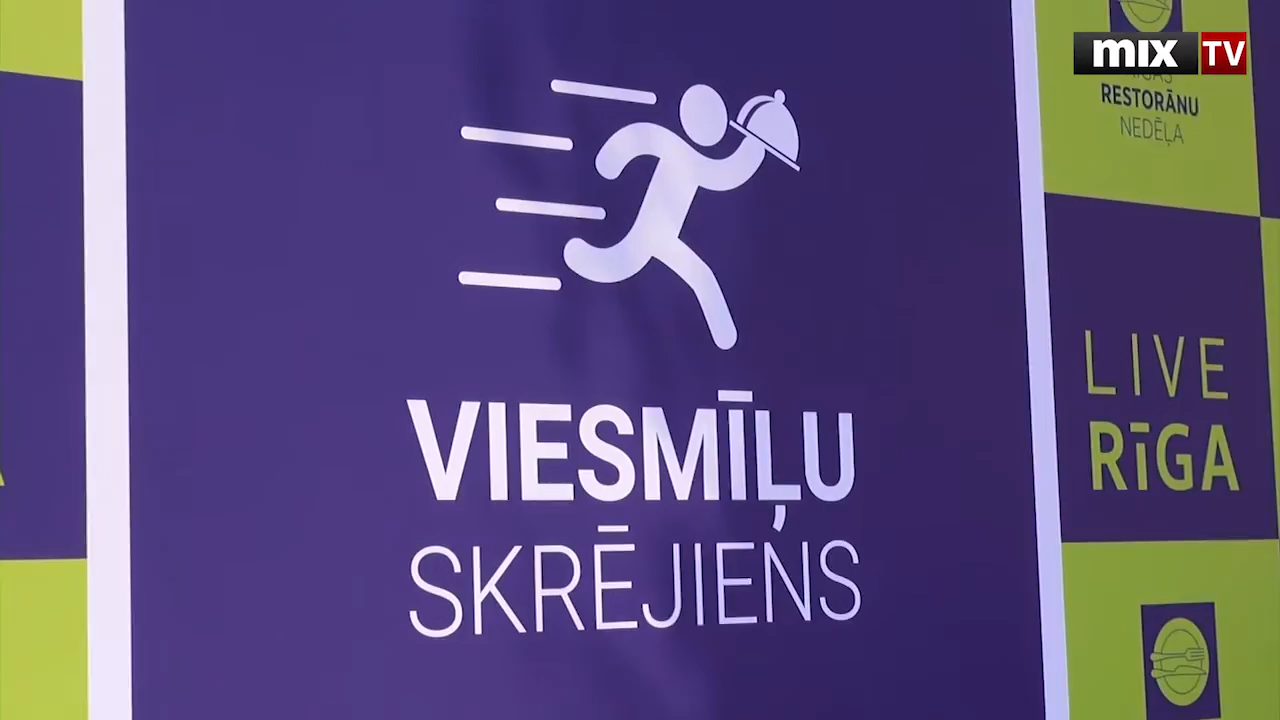 mix TV
RESTORĀNU
NEDĒĻA
LIVE
RĪGA
VIESMĪĻU
SKRĒJIENS